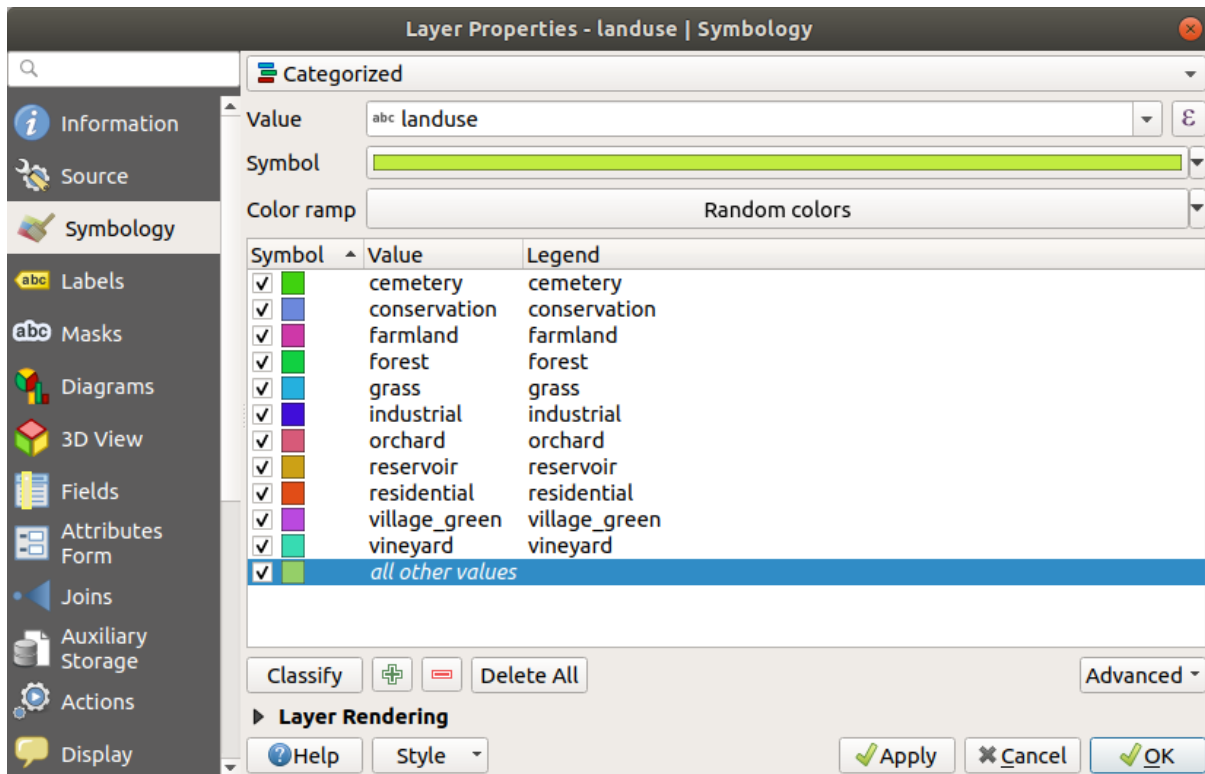 Layer Properties - landuse | Symbology
Information
Source
Symbology
abc Labels
abc Masks
Diagrams
3D View
Fields
Attributes
Form
Joins
Auxiliary
Storage
Actions
Display
Categorized
Value abc landuse ε
Symbol
Color ramp Random colors
Symbol Value Legend
cemetery cemetery
conservation conservation
farmland farmland
forest forest
grass grass
industrial industrial
orchard orchard
reservoir reservoir
residential residential
village_green village_green
vineyard vineyard
all other values
Classify Delete All Advanced
Layer Rendering
Help Style Apply Cancel OK